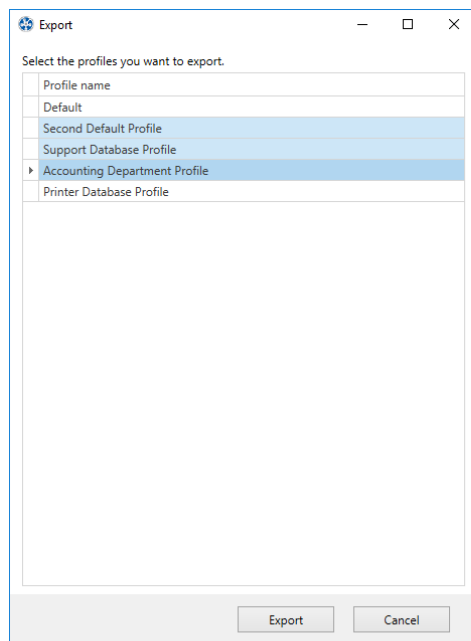 Export
Select the profiles you want to export.
Profile name
Default
Second Default Profile
Support Database Profile
Accounting Department Profile
Printer Database Profile
Export Cancel